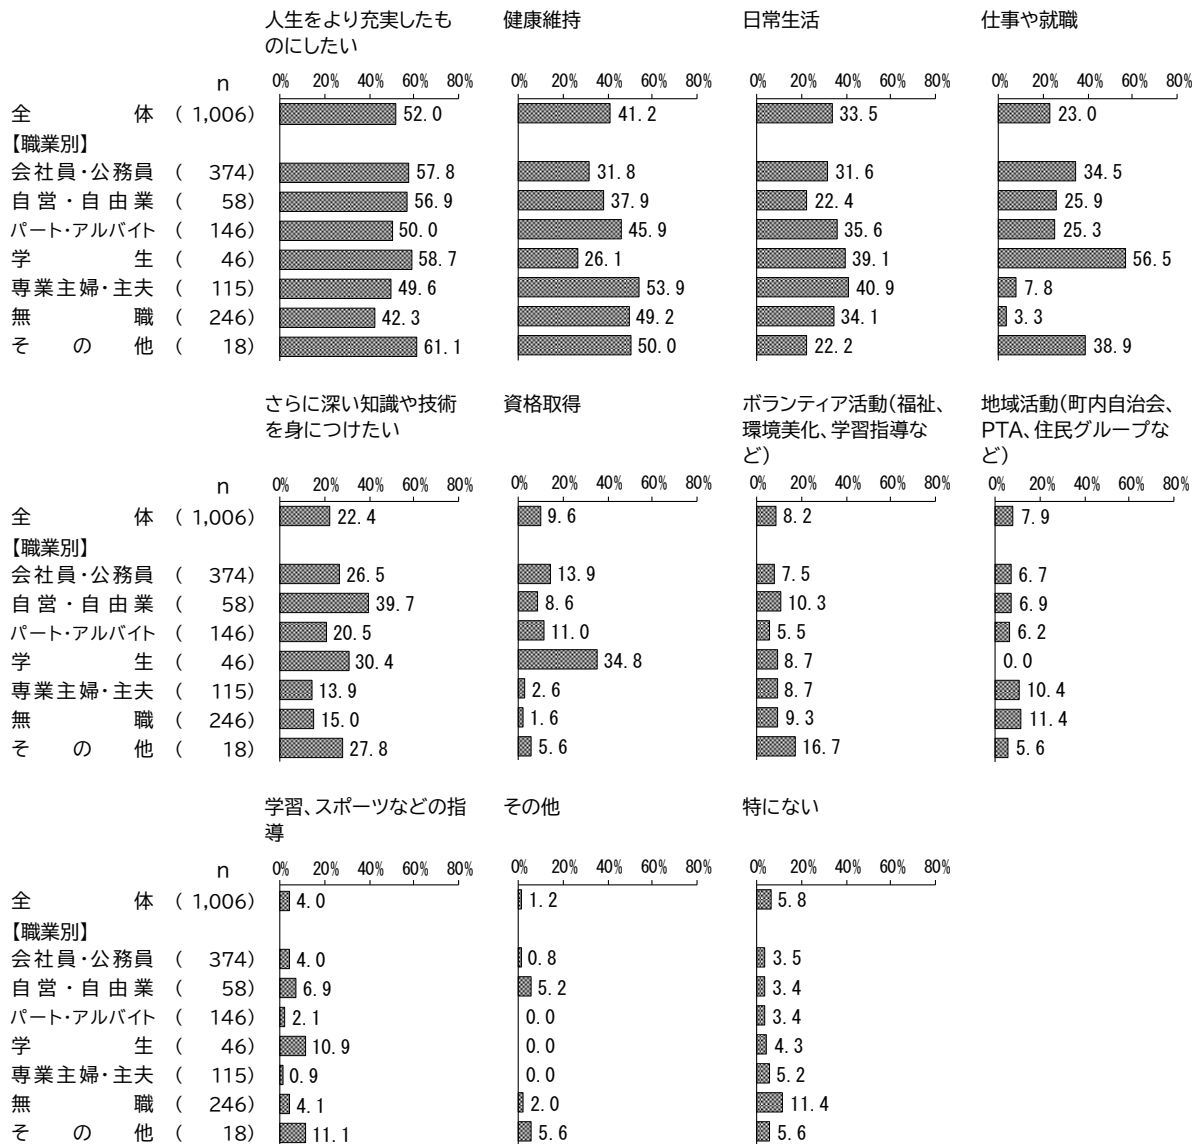 人生をより充実したも
のにしたい
健康維持
日常生活
仕事や就職
n 0% 20% 40% 60% 80% 0% 20% 40% 60% 80% 0% 20% 40% 60% 80% 0% 20% 40% 60% 80%
全体 (1,006) 52.0 41.2 33.5 23.0
【職業別】
会社員・公務員 (374) 57.8 31.8 31.6 34.5
自営・自由業 (58) 56.9 37.9 22.4 25.9
パート・アルバイト (146) 50.0 45.9 35.6 25.3
学生 (46) 58.7 26.1 39.1 56.5
専業主婦・主夫 (115) 49.6 53.9 40.9 7.8
無職 (246) 42.3 49.2 34.1 3.3
その他 (18) 61.1 50.0 22.2 38.9
さらに深い知識や技術
を身につけたい
資格取得
ボランティア活動(福祉、
環境美化、学習指導な
ど)
地域活動(町内自治会、
PTA、住民グループな
ど)
n 0% 20% 40% 60% 80% 0% 20% 40% 60% 80% 0% 20% 40% 60% 80% 0% 20% 40% 60% 80%
全体 (1,006) 22.4 9.6 8.2 7.9
【職業別】
会社員・公務員 (374) 26.5 13.9 7.5 6.7
自営・自由業 (58) 39.7 8.6 10.3 6.9
パート・アルバイト (146) 20.5 11.0 5.5 6.2
学生 (46) 30.4 34.8 8.7 0.0
専業主婦・主夫 (115) 13.9 2.6 8.7 10.4
無職 (246) 15.0 1.6 9.3 11.4
その他 (18) 27.8 5.6 16.7 5.6
学習、スポーツなどの指
導
その他
特にない
n 0% 20% 40% 60% 80% 0% 20% 40% 60% 80% 0% 20% 40% 60% 80%
全体 (1,006) 4.0 1.2 5.8
【職業別】
会社員・公務員 (374) 4.0 0.8 3.5
自営・自由業 (58) 6.9 5.2 3.4
パート・アルバイト (146) 2.1 0.0 3.4
学生 (46) 10.9 0.0 4.3
専業主婦・主夫 (115) 0.9 0.0 5.2
無職 (246) 4.1 2.0 11.4
その他 (18) 11.1 5.6 5.6